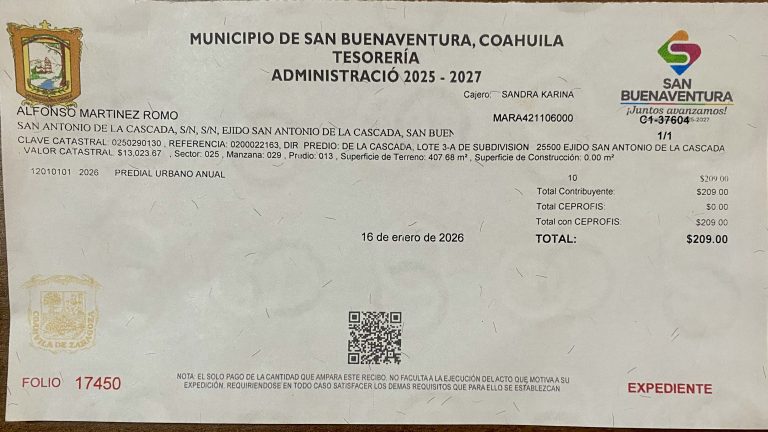 MUNICIPIO DE SAN BUENAVENTURA, COAHUILA
TESORERÍA
ADMINISTRACIÓ 2025 - 2027
SAN
BUENAVENTURA
¡Juntos avanzamos!
2025-2027
Cajero: SANDRA KARINA
ALFONSO MARTINEZ ROMO
MARA421106000
C1-37604
SAN ANTONIO DE LA CASCADA, S/N, S/N, EJIDO SAN ANTONIO DE LA CASCADA, SAN BUEN
1/1
CLAVE CATASTRAL: 0250290130 , REFERENCIA: 0200022163, DIR. PREDIO: DE LA CASCADA, LOTE 3-A DE SUBDIVISION 25500 EJIDO SAN ANTONIO DE LA CASCADA
, VALOR CATASTRAL: $13,023.67 , Sector: 025 , Manzana: 029 , Predio: 013 , Superficie de Terreno: 407.68 m² , Superficie de Construcción: 0.00 m²
12010101 2026 PREDIAL URBANO ANUAL 10 $209.00
Total Contribuyente: $209.00
Total CEPROFIS: $0.00
Total con CEPROFIS: $209.00
16 de enero de 2026 TOTAL: $209.00
COAHUILA DE ZARAGOZA
FOLIO 17450
NOTA: EL SOLO PAGO DE LA CANTIDAD QUE AMPARA ESTE RECIBO. NO FACULTA A LA EJECUCIÓN DEL ACTO QUE MOTIVA A SU
EXPEDICIÓN. REQUIRIENDOSE EN TODO CASO SATISFACER LOS DEMAS REQUISITOS QUE PARA ELLO SE ESTABLEZCAN
EXPEDIENTE